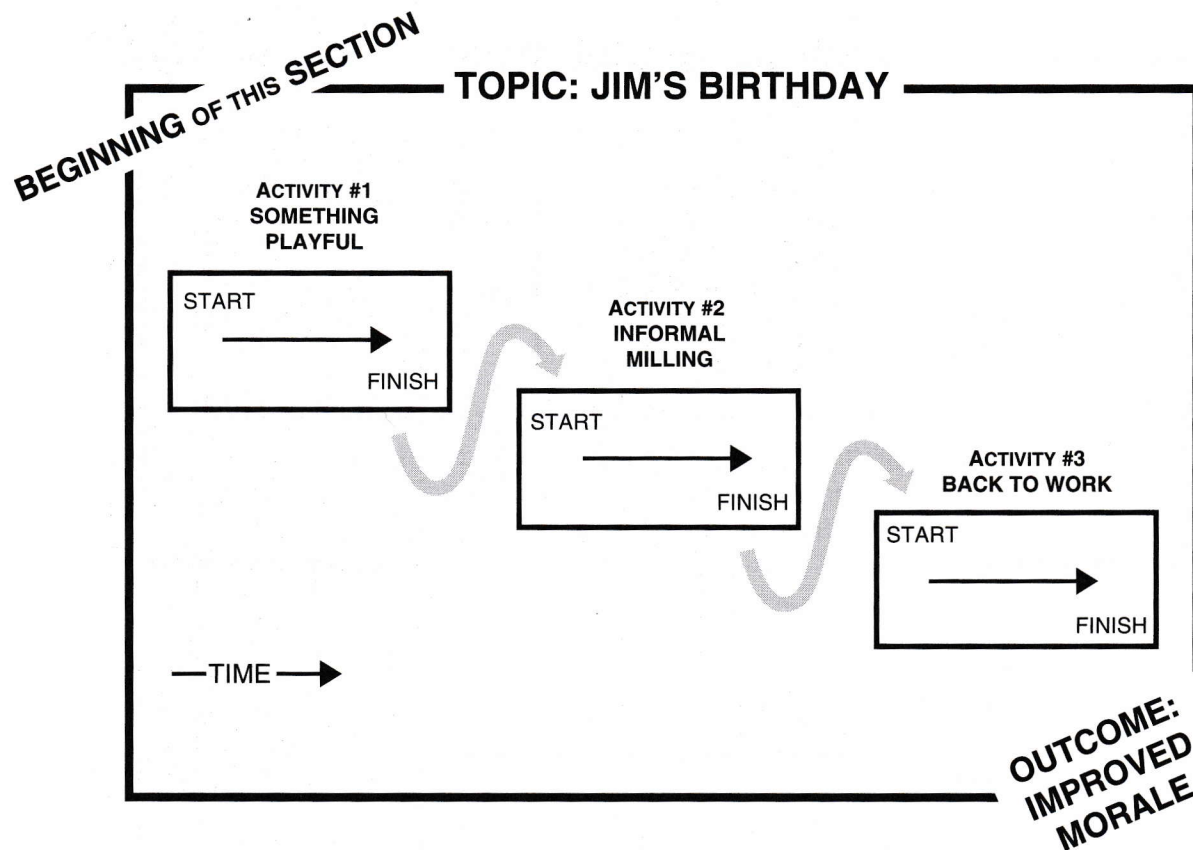 BEGINNING OF THIS SECTION
TOPIC: JIM'S BIRTHDAY
ACTIVITY #1
SOMETHING
PLAYFUL
START
FINISH
ACTIVITY #2
INFORMAL
MILLING
START
FINISH
ACTIVITY #3
BACK TO WORK
START
FINISH
TIME
OUTCOME:
IMPROVED
MORALE